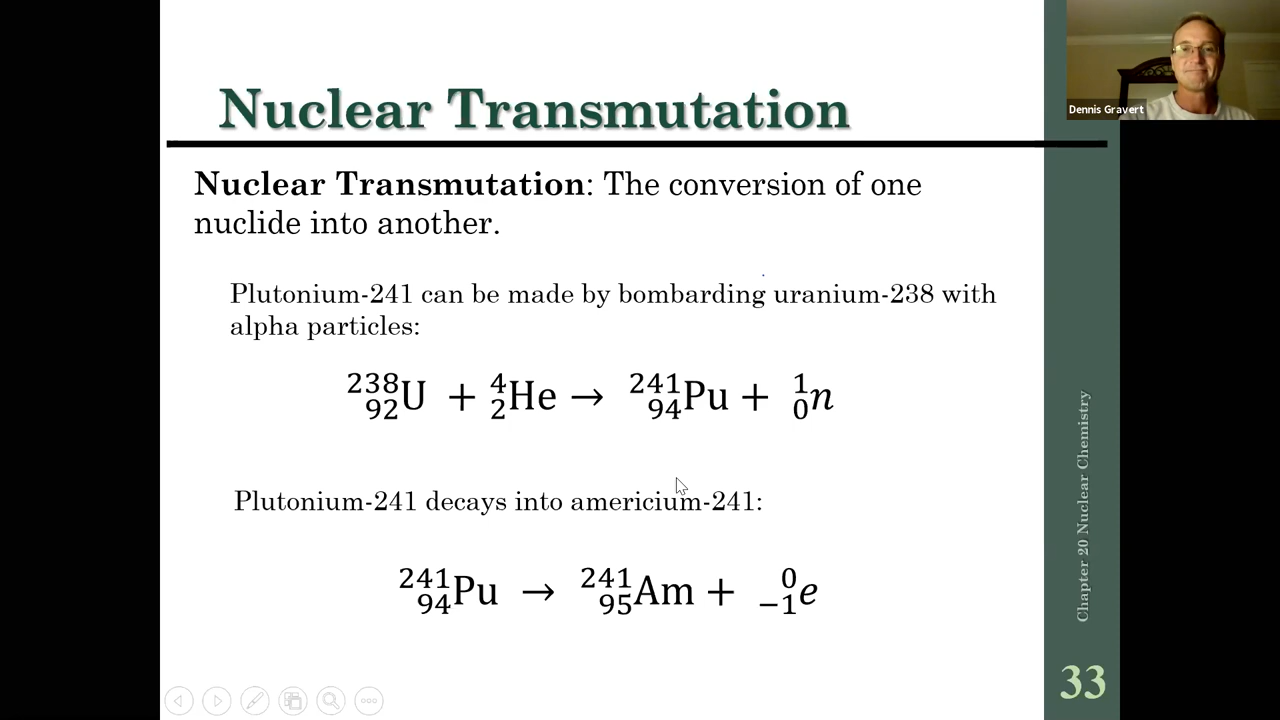 Nuclear Transmutation
Dennis Gravert
Nuclear Transmutation: The conversion of one
nuclide into another.
Plutonium-241 can be made by bombarding uranium-238 with
alpha particles:
²³⁸₉₂U + ⁴₂He → ²⁴¹₉₄Pu + ¹₀n
Plutonium-241 decays into americium-241:
²⁴¹₉₄Pu → ²⁴¹₉₅Am + ⁰₋₁e
Chapter 20 Nuclear Chemistry
33